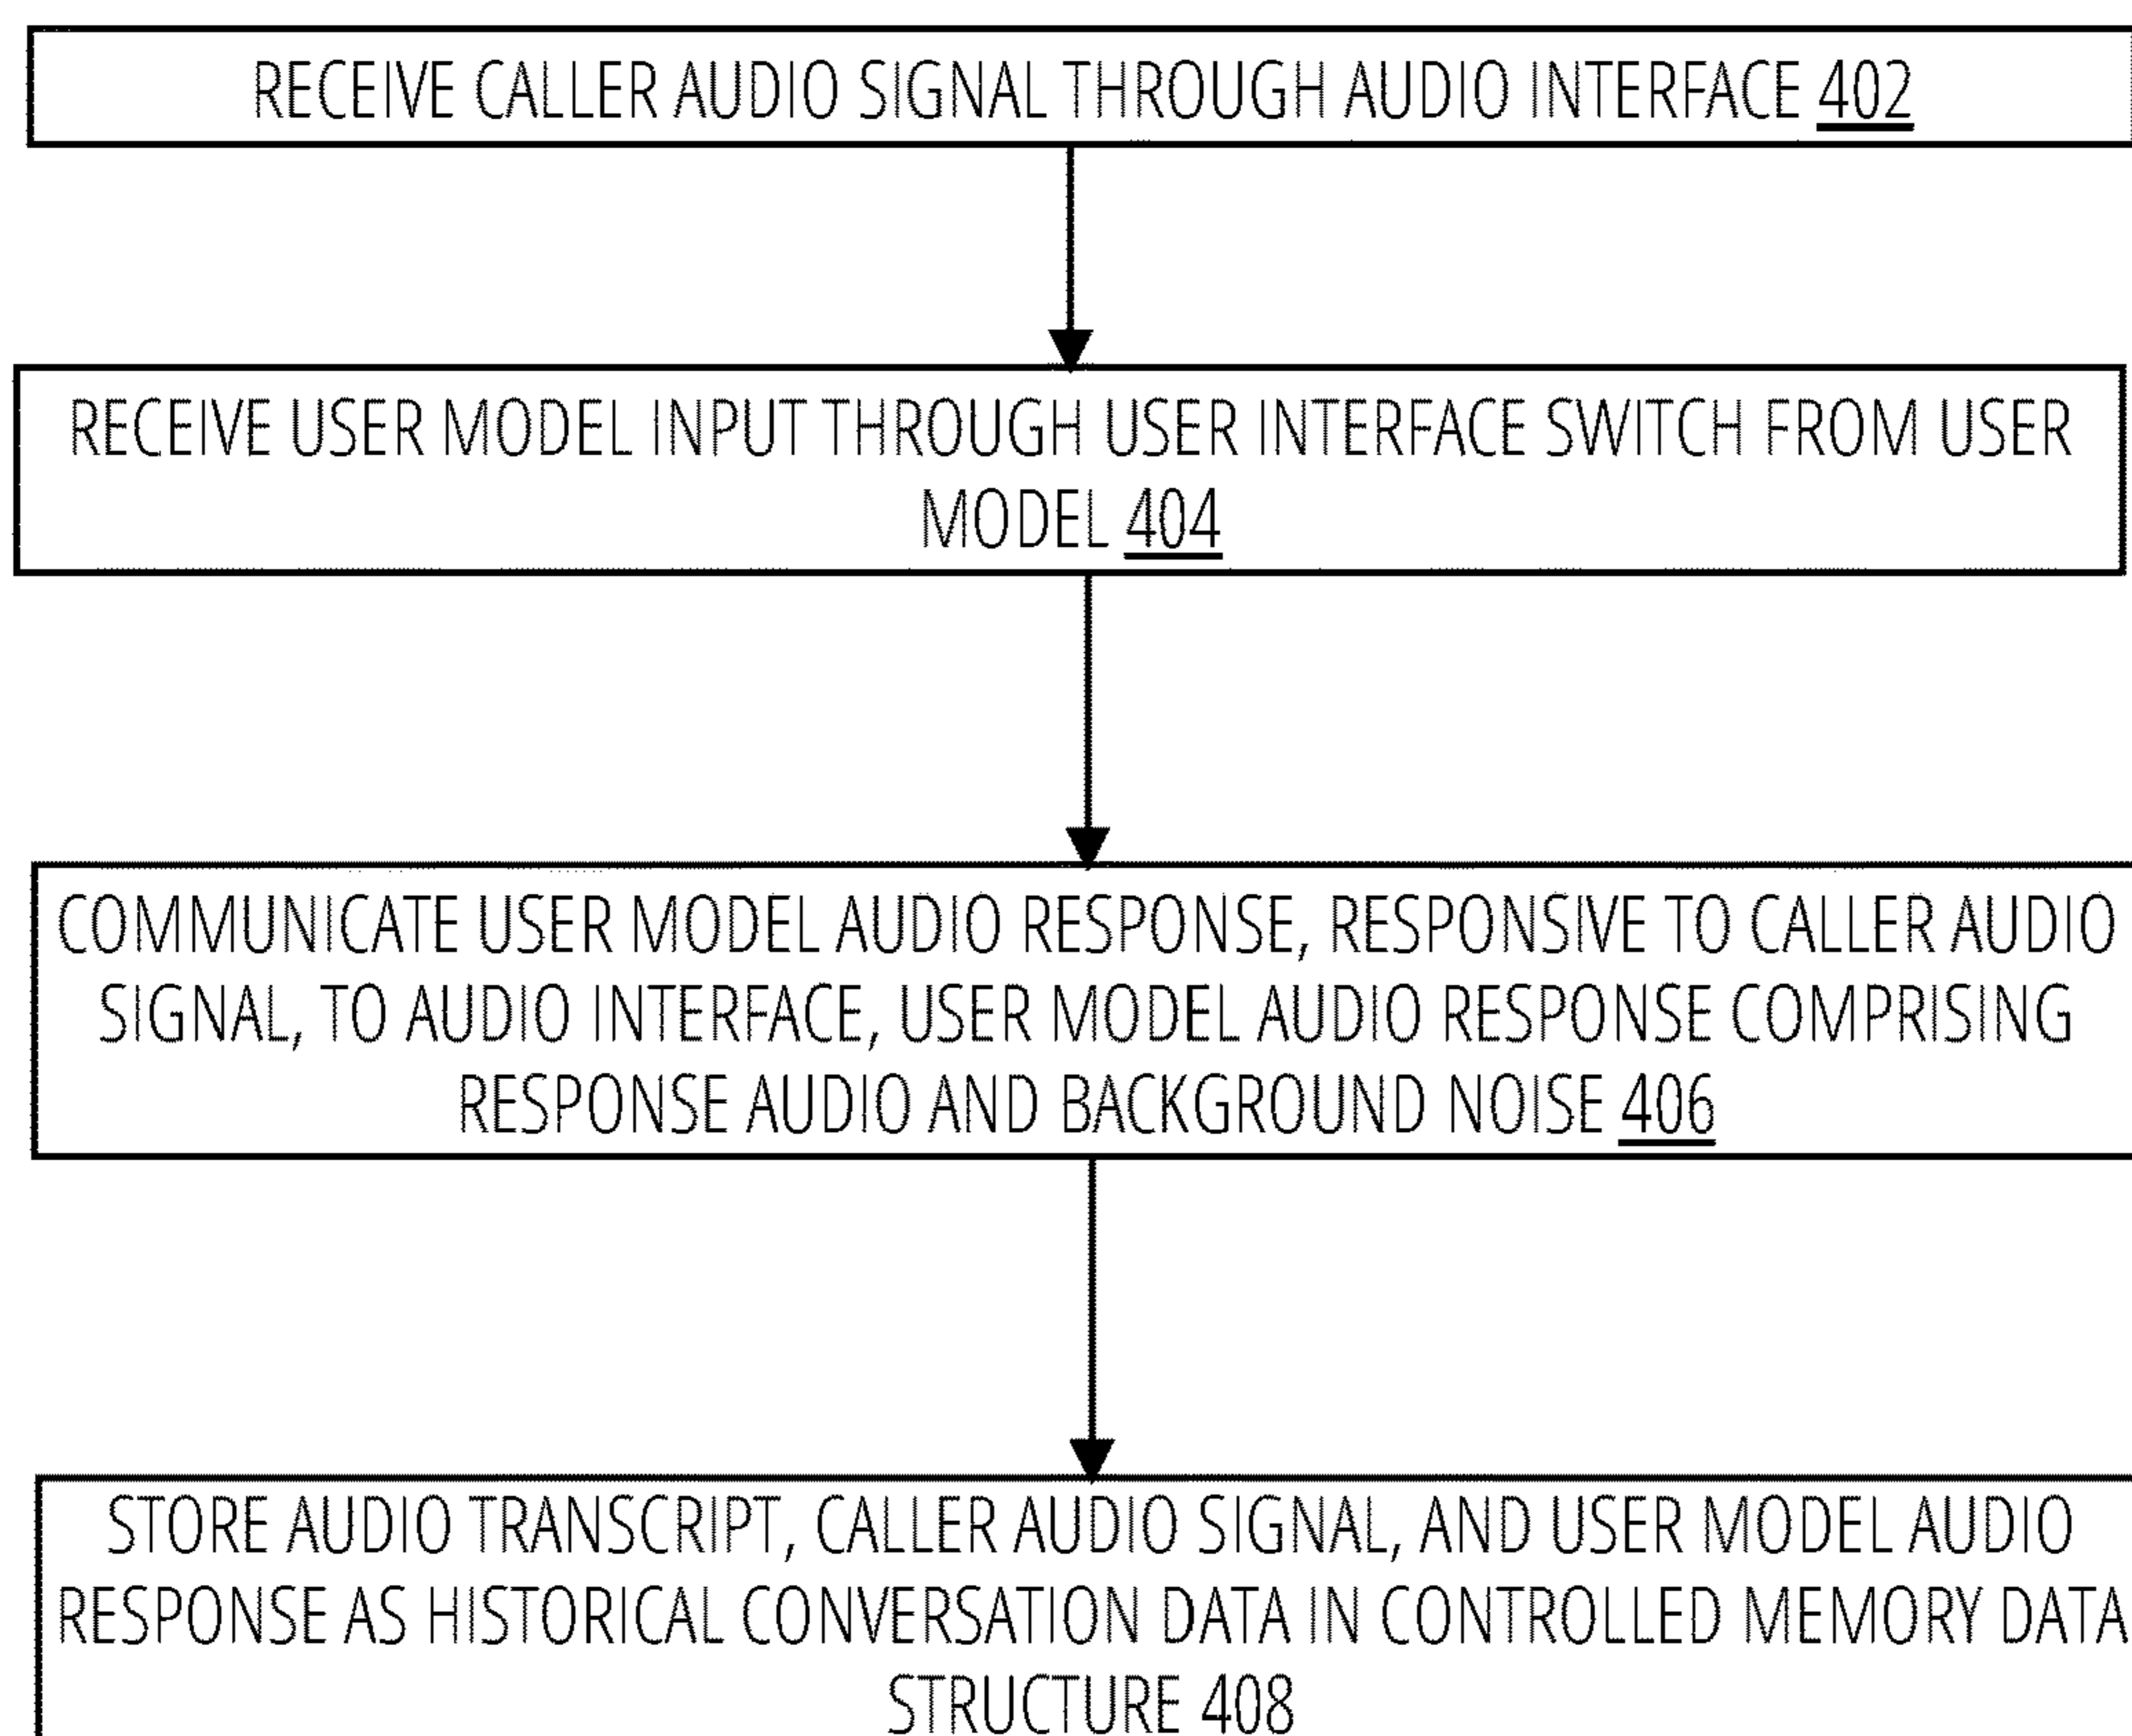 RECEIVE CALLER AUDIO SIGNAL THROUGH AUDIO INTERFACE 402
RECEIVE USER MODEL INPUT THROUGH USER INTERFACE SWITCH FROM USER
MODEL 404
COMMUNICATE USER MODEL AUDIO RESPONSE, RESPONSIVE TO CALLER AUDIO
SIGNAL, TO AUDIO INTERFACE, USER MODEL AUDIO RESPONSE COMPRISING
RESPONSE AUDIO AND BACKGROUND NOISE 406
STORE AUDIO TRANSCRIPT, CALLER AUDIO SIGNAL, AND USER MODEL AUDIO
RESPONSE AS HISTORICAL CONVERSATION DATA IN CONTROLLED MEMORY DATA
STRUCTURE 408